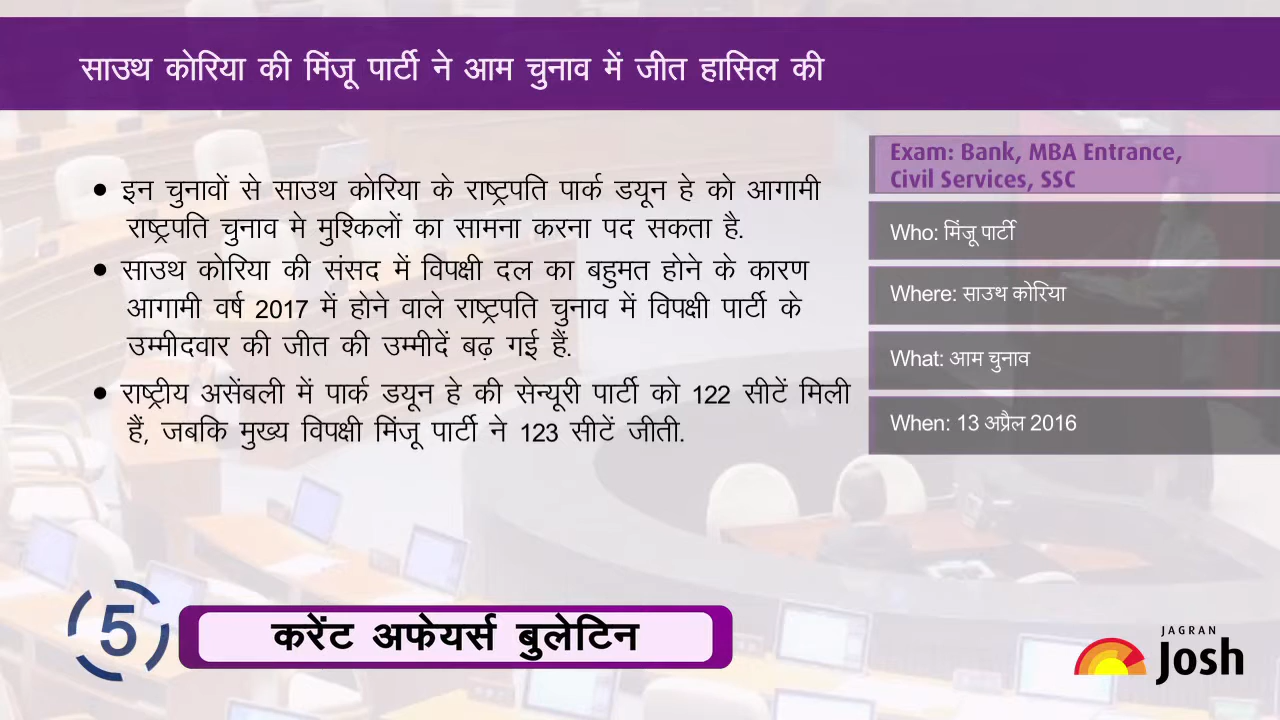 साउथ कोरिया की मिंजू पार्टी ने आम चुनाव में जीत हासिल की
• इन चुनावों से साउथ कोरिया के राष्ट्रपति पार्क डयून हे को आगामी
राष्ट्रपति चुनाव मे मुश्किलों का सामना करना पद सकता है.
• साउथ कोरिया की संसद में विपक्षी दल का बहुमत होने के कारण
आगामी वर्ष 2017 में होने वाले राष्ट्रपति चुनाव में विपक्षी पार्टी के
उम्मीदवार की जीत की उम्मीदें बढ़ गई हैं.
• राष्ट्रीय असेंबली में पार्क डयून हे की सेन्यूरी पार्टी को 122 सीटें मिली
हैं, जबकि मुख्य विपक्षी मिंजू पार्टी ने 123 सीटें जीती.
Exam: Bank, MBA Entrance,
Civil Services, SSC
Who: मिंजू पार्टी
Where: साउथ कोरिया
What: आम चुनाव
When: 13 अप्रैल 2016
5
करेंट अफेयर्स बुलेटिन
JAGRAN
Josh